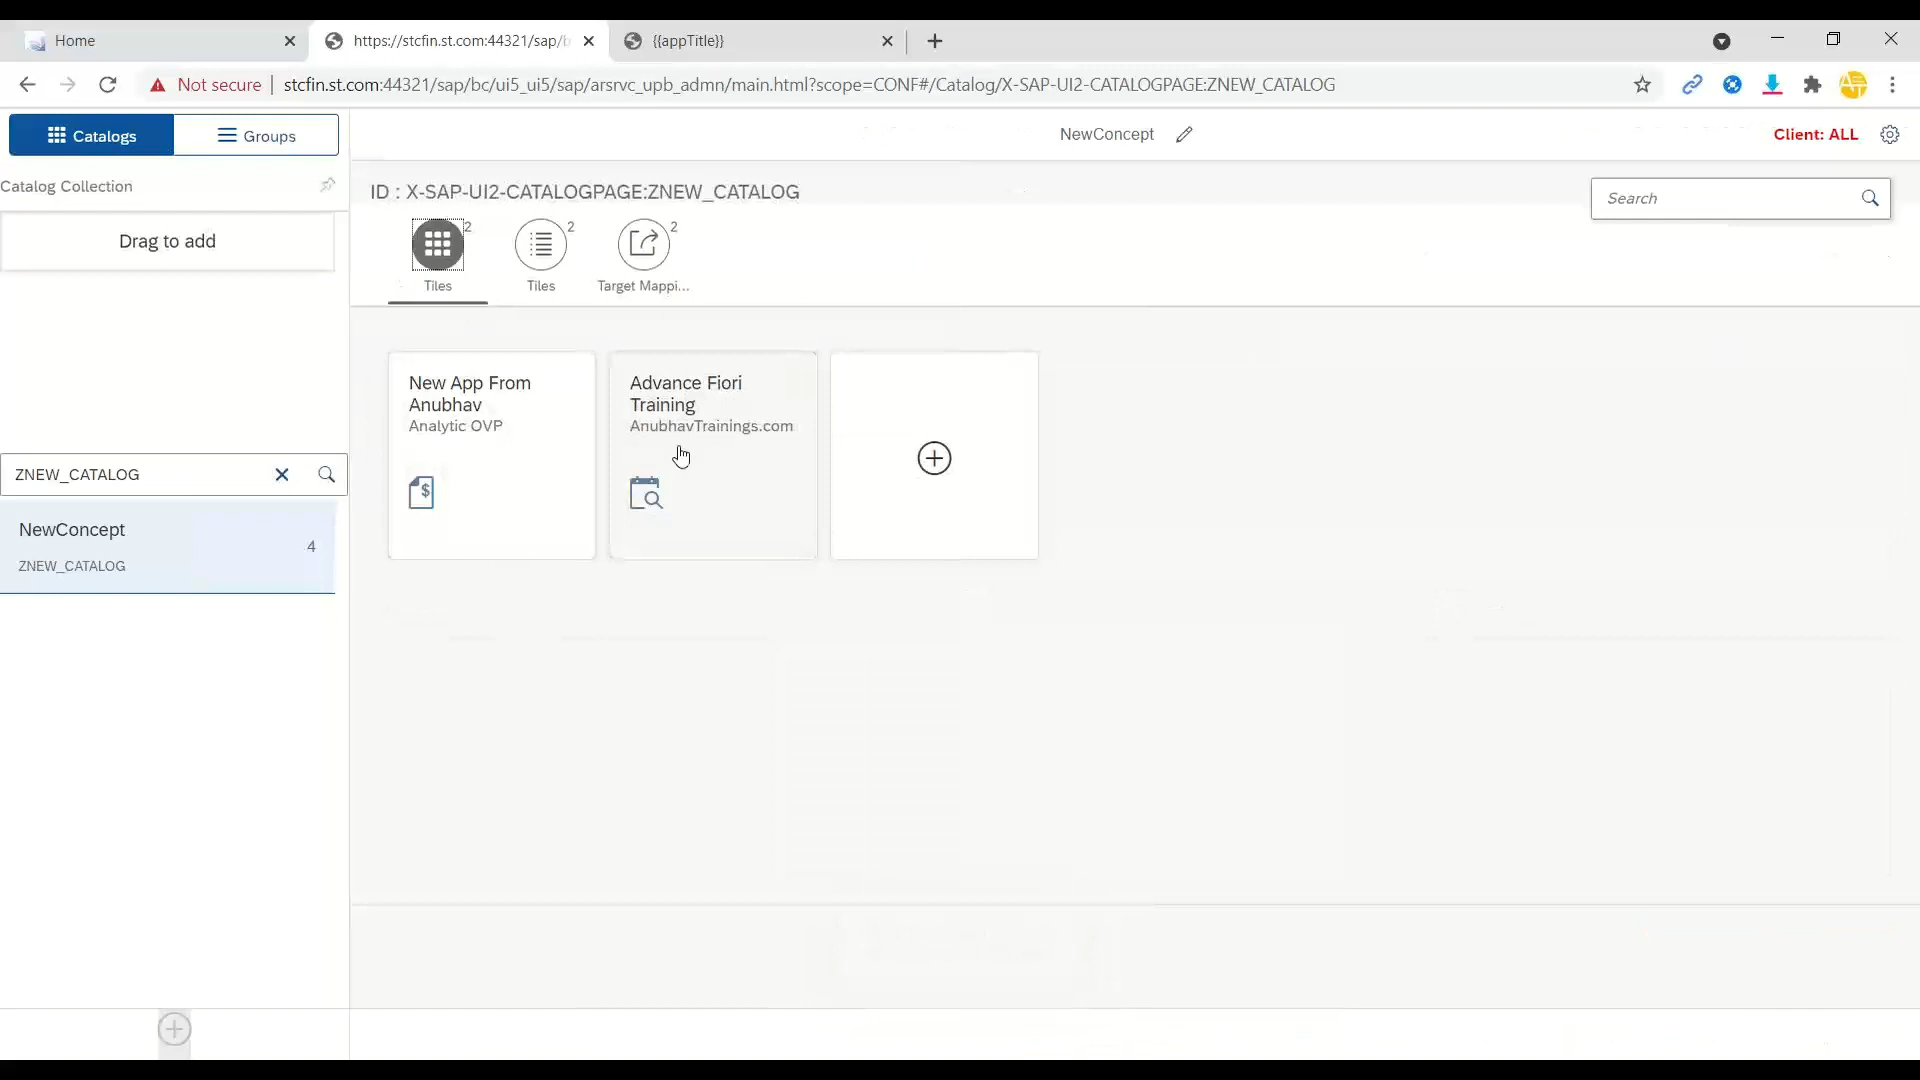 Home
https://stcfin.st.com:44321/sap/b
{{appTitle}}
Not secure
stcfin.st.com:44321/sap/bc/ui5_ui5/sap/arsrvc_upb_admn/main.html?scope=CONF#/Catalog/X-SAP-UI2-CATALOGPAGE:ZNEW_CATALOG
Catalogs
Groups
NewConcept
Client: ALL
Catalog Collection
ID : X-SAP-UI2-CATALOGPAGE:ZNEW_CATALOG
Search
Drag to add
2
2
2
Tiles
Tiles
Target Mappi...
New App From
Anubhav
Analytic OVP
Advance Fiori
Training
AnubhavTrainings.com
ZNEW_CATALOG
NewConcept
4
ZNEW_CATALOG